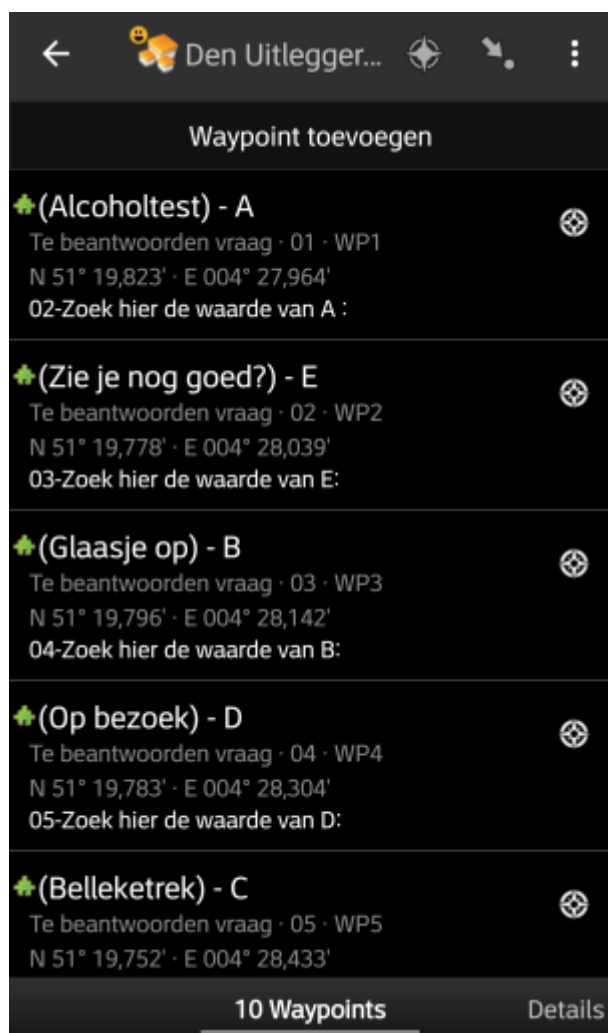 Den Uitlegger...
Waypoint toevoegen
(Alcoholtest) - A
Te beantwoorden vraag · 01 · WP1
N 51° 19,823' · E 004° 27,964'
02-Zoek hier de waarde van A :
(Zie je nog goed?) - E
Te beantwoorden vraag · 02 · WP2
N 51° 19,778' · E 004° 28,039'
03-Zoek hier de waarde van E:
(Glaasje op) - B
Te beantwoorden vraag · 03 · WP3
N 51° 19,796' · E 004° 28,142'
04-Zoek hier de waarde van B:
(Op bezoek) - D
Te beantwoorden vraag · 04 · WP4
N 51° 19,783' · E 004° 28,304'
05-Zoek hier de waarde van D:
(Belleketrek) - C
Te beantwoorden vraag · 05 · WP5
N 51° 19,752' · E 004° 28,433'
10 Waypoints Details